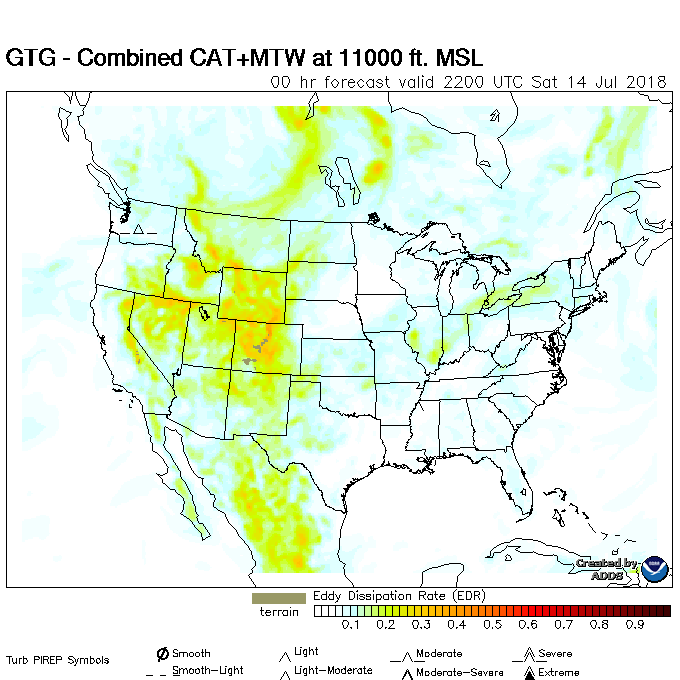 GTG - Combined CAT+MTW at 11000 ft. MSL
00 hr forecast valid 2200 UTC Sat 14 Jul 2018
Created by
ADDS
terrain
Eddy Dissipation Rate (EDR)
0.1 0.2 0.3 0.4 0.5 0.6 0.7 0.8 0.9
Turb PIREP Symbols
Smooth
Light
Moderate
Severe
Smooth-Light
Light-Moderate
Moderate-Severe
Extreme